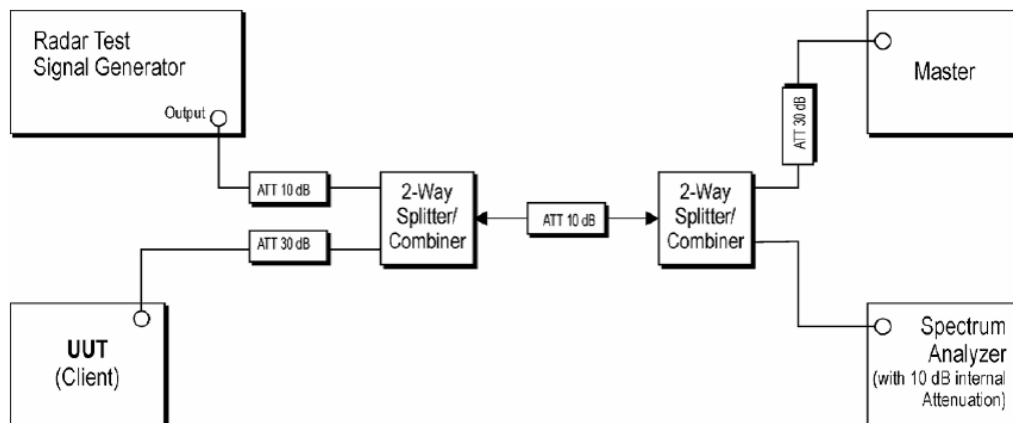 Radar Test
Signal Generator
Output
ATT 10 dB
2-Way
Splitter/
Combiner
ATT 30 dB
UUT
(Client)
ATT 10 dB
2-Way
Splitter/
Combiner
ATT 30 dB
Master
Spectrum
Analyzer
(with 10 dB internal
Attenuation)